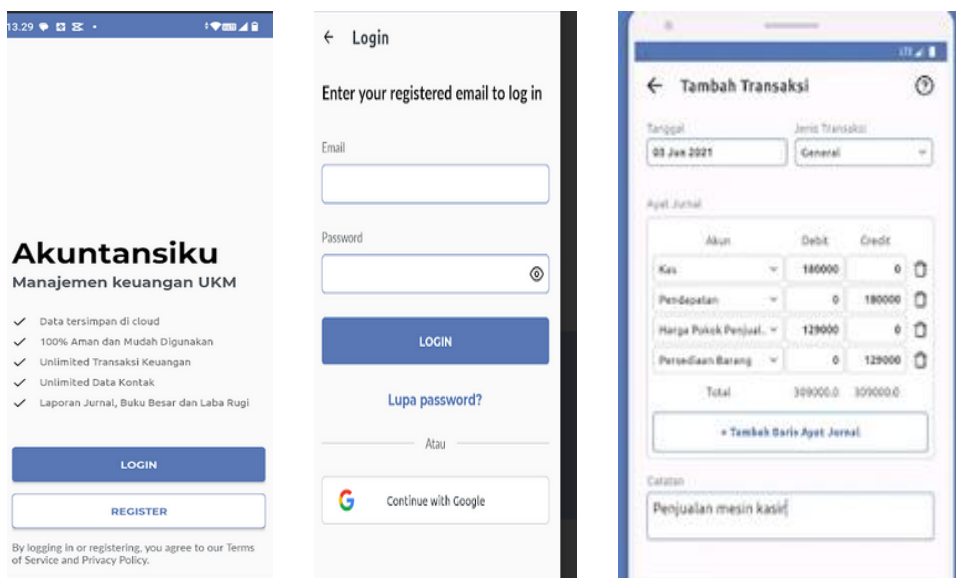 13.29
Akuntansiku
Manajemen keuangan UKM
Data tersimpan di cloud
100% Aman dan Mudah Digunakan
Unlimited Transaksi Keuangan
Unlimited Data Kontak
Laporan Jurnal, Buku Besar dan Laba Rugi
LOGIN
REGISTER
By logging in or registering, you agree to our Terms
of Service and Privacy Policy.
Login
Enter your registered email to log in
Email
Password
LOGIN
Lupa password?
Atau
Continue with Google
LTE
Tambah Transaksi
Tanggal Jenis Transaksi
03 Jun 2021 General
Ayat Jurnal
Akun Debit Credit
Kas 180000 0
Pendapatan 0 180000
Harga Pokok Penjual.. 129000 0
Persediaan Barang 0 129000
Total 309000.0 309000.0
+ Tambah Baris Ayat Jurnal
Catatan
Penjualan mesin kasir